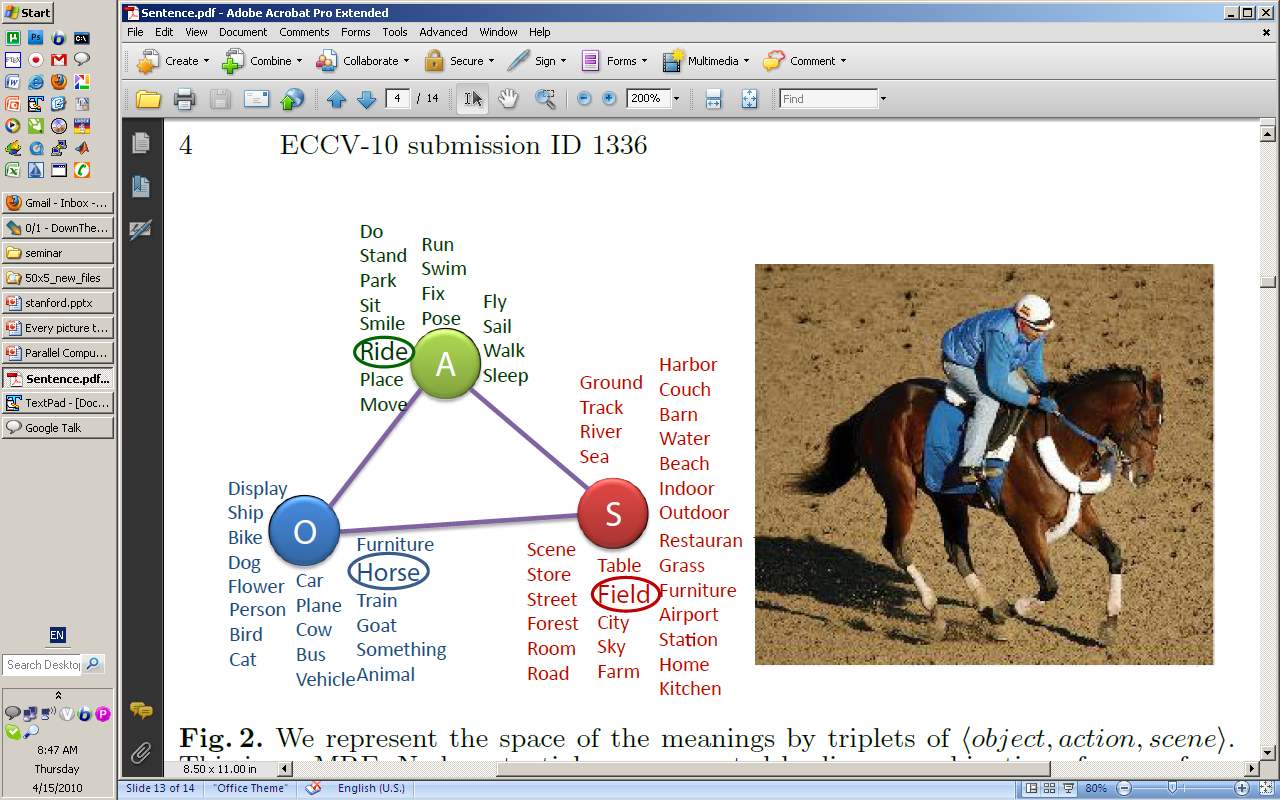 Start
Sentence.pdf - Adobe Acrobat Pro Extended
File Edit View Document Comments Forms Tools Advanced Window Help
Create Combine Collaborate Secure Sign Forms Multimedia Comment
4 / 14 200% Find
4 ECCV-10 submission ID 1336
Do
Stand
Park
Sit
Smile
Ride
Place
Move
Run
Swim
Fix
Pose
Fly
Sail
Walk
Sleep
A
Ground
Track
River
Sea
Harbor
Couch
Barn
Water
Beach
Indoor
Outdoor
Restauran
Grass
Furniture
Airport
Station
Home
Kitchen
S
Display
Ship
Bike
Dog
Flower
Person
Bird
Cat
O
Car
Plane
Cow
Bus
Vehicle
Furniture
Horse
Train
Goat
Something
Animal
Scene
Store
Street
Forest
Room
Road
Table
Field
City
Sky
Farm
Fig. 2. We represent the space of the meanings by triplets of ⟨object, action, scene⟩.
8.50 x 11.00 in
Slide 13 of 14 "Office Theme" English (U.S.) 80%
Gmail - Inbox -...
0/1 - DownThe...
seminar
50x5_new_files
stanford.pptx
Every picture t...
Parallel Compu...
Sentence.pdf...
TextPad - [Doc...
Google Talk
EN
Search Desktop
8:47 AM
Thursday
4/15/2010